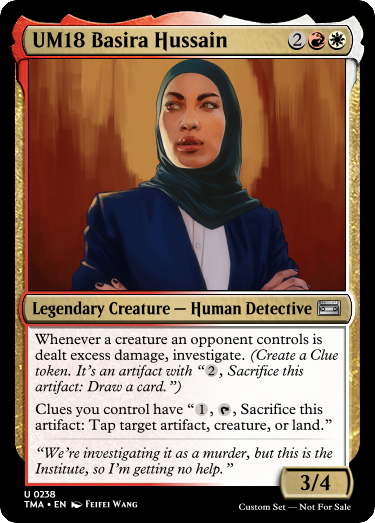 UM18 Basira Hussain 2
Legendary Creature — Human Detective
Whenever a creature an opponent controls is
dealt excess damage, investigate. (Create a Clue
token. It's an artifact with “2, Sacrifice this
artifact: Draw a card.”)
Clues you control have “1, , Sacrifice this
artifact: Tap target artifact, creature, or land.”
“We’re investigating it as a murder, but this is the
Institute, so I’m getting no help.”
3/4
U 0238
TMA • EN Feifei Wang
Custom Set — Not For Sale